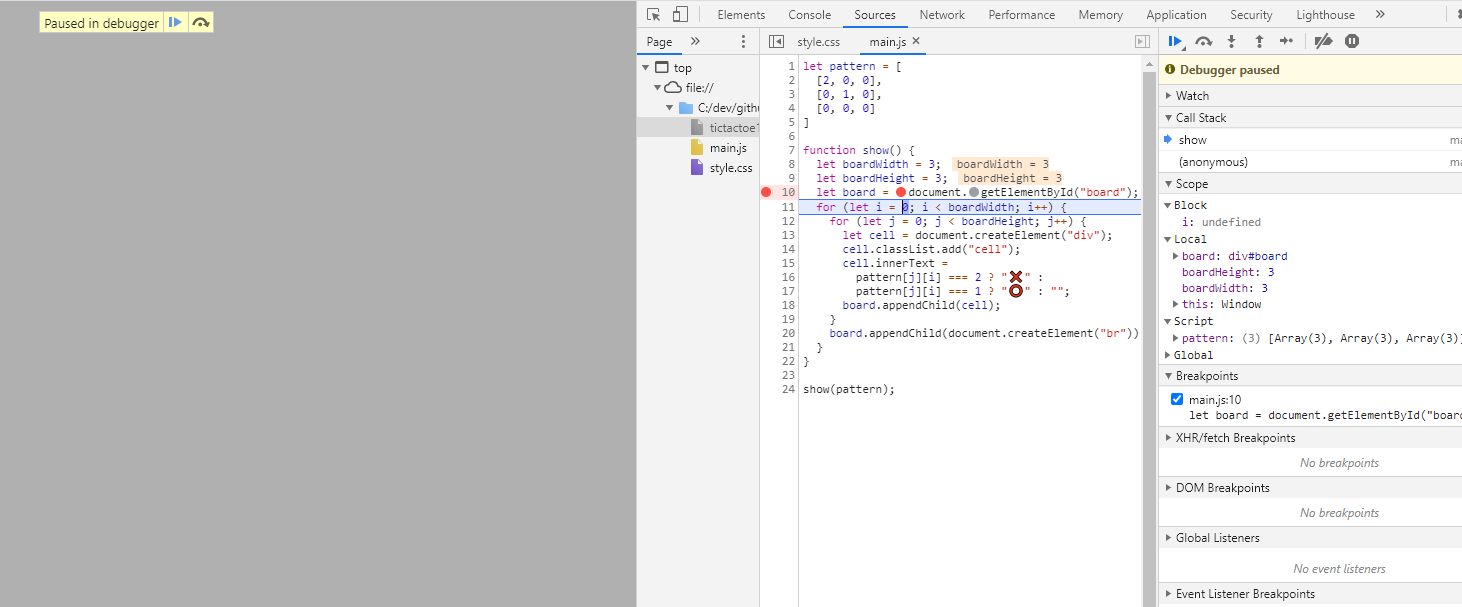 Paused in debugger
Elements Console Sources Network Performance Memory Application Security Lighthouse »
Page »
style.css main.js ×
top
file://
C:/dev/gith
tictactoe1
main.js
style.css
1 let pattern = [
2 [2, 0, 0],
3 [0, 1, 0],
4 [0, 0, 0]
5 ]
6
7 function show() {
8 let boardWidth = 3; boardWidth = 3
9 let boardHeight = 3; boardHeight = 3
10 let board = document.getElementById("board");
11 for (let i = 0; i < boardWidth; i++) {
12 for (let j = 0; j < boardHeight; j++) {
13 let cell = document.createElement("div");
14 cell.classList.add("cell");
15 cell.innerText =
16 pattern[j][i] === 2 ? "❌" :
17 pattern[j][i] === 1 ? "⭕" : "";
18 board.appendChild(cell);
19 }
20 board.appendChild(document.createElement("br"))
21 }
22 }
23
24 show(pattern);
Debugger paused
Watch
Call Stack
show ma
(anonymous) ma
Scope
Block
i: undefined
Local
board: div#board
boardHeight: 3
boardWidth: 3
this: Window
Script
pattern: (3) [Array(3), Array(3), Array(3)]
Global
Breakpoints
main.js:10
let board = document.getElementById("boar
XHR/fetch Breakpoints
No breakpoints
DOM Breakpoints
No breakpoints
Global Listeners
No event listeners
Event Listener Breakpoints